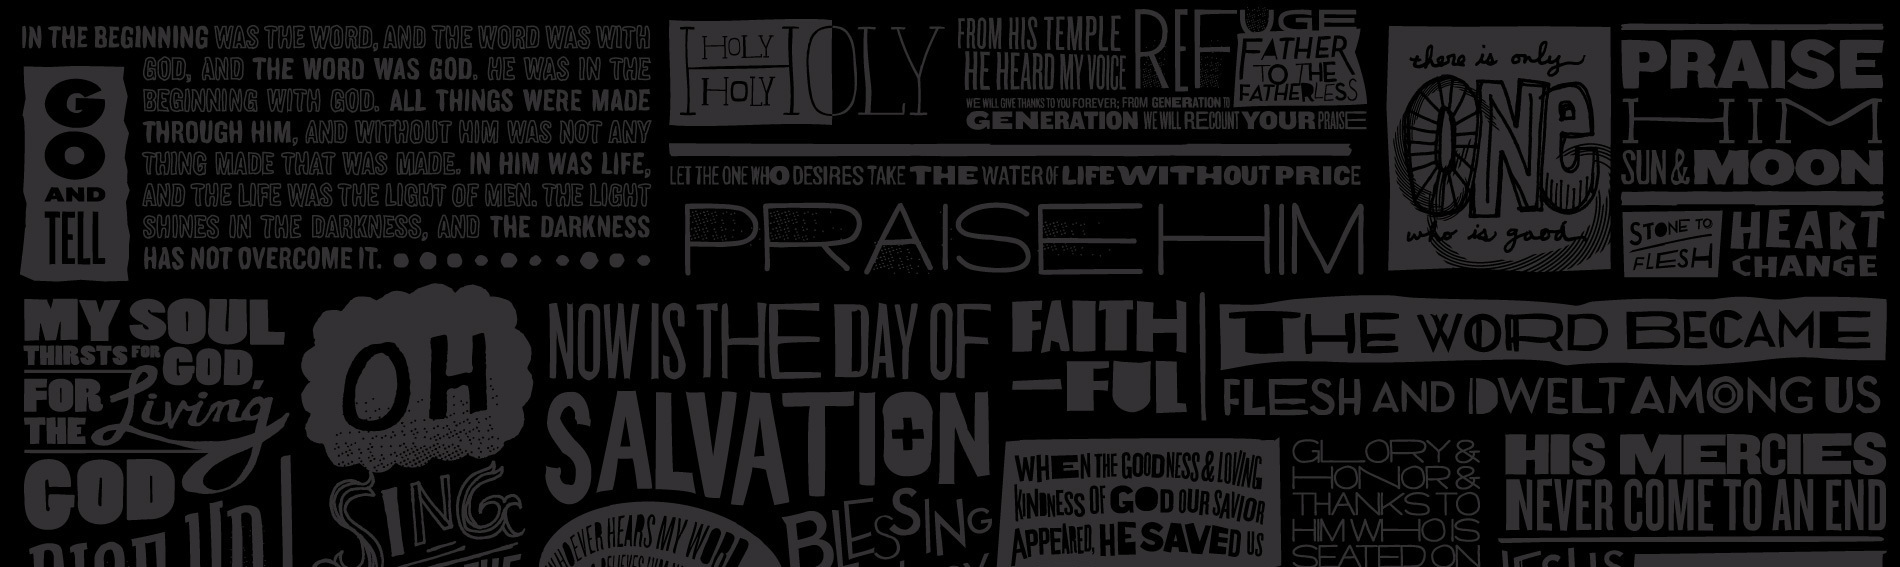 IN THE BEGINNING WAS THE WORD, AND THE WORD WAS WITH
GOD, AND THE WORD WAS GOD. HE WAS IN THE
BEGINNING WITH GOD. ALL THINGS WERE MADE
THROUGH HIM, AND WITHOUT HIM WAS NOT ANY
THING MADE THAT WAS MADE. IN HIM WAS LIFE,
AND THE LIFE WAS THE LIGHT OF MEN. THE LIGHT
SHINES IN THE DARKNESS, AND THE DARKNESS
HAS NOT OVERCOME IT.
GO
AND
TELL
HOLY
HOLY
HOLY
FROM HIS TEMPLE
HE HEARD MY VOICE
REFUGE
FATHER
TO THE
FATHERLESS
WE WILL GIVE THANKS TO YOU FOREVER; FROM GENERATION TO
GENERATION WE WILL RECOUNT YOUR PRAISE
LET THE ONE WHO DESIRES TAKE THE WATER OF LIFE WITHOUT PRICE
PRAISE HIM
there is only
ONE
who is good
PRAISE
HIM
SUN & MOON
STONE TO
FLESH
HEART
CHANGE
MY SOUL
THIRSTS FOR
GOD,
FOR
THE
Living
GOD
OH
SING
THE
NOW IS THE DAY OF
SALVATION
FAITH
-FUL
THE WORD BECAME
FLESH AND DWELT AMONG US
EVER HEARS MY WORD
BLESSING
WHEN THE GOODNESS & LOVING
KINDNESS OF GOD OUR SAVIOR
APPEARED, HE SAVED US
GLORY &
HONOR &
THANKS TO
HIM WHO IS
SEATED ON
HIS MERCIES
NEVER COME TO AN END
JESUS